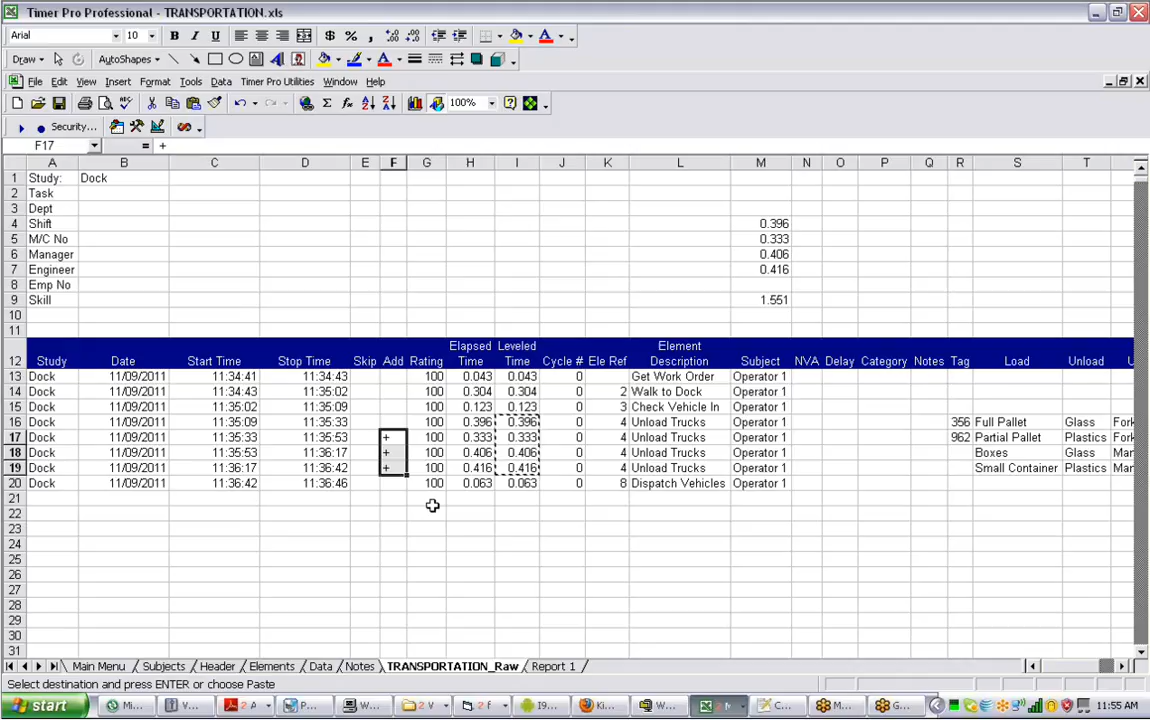 Timer Pro Professional - TRANSPORTATION.xls
Arial 10 B I U $ % ,
Draw AutoShapes
File Edit View Insert Format Tools Data Timer Pro Utilities Window Help
100%
Security...
F17 = +
A B C D E F G H I J K L M N O P Q R S T
1 Study: Dock
2 Task
3 Dept
4 Shift 0.396
5 M/C No 0.333
6 Manager 0.406
7 Engineer 0.416
8 Emp No
9 Skill 1.551
10
11
Elapsed Leveled Element
12 Study Date Start Time Stop Time Skip Add Rating Time Time Cycle # Ele Ref Description Subject NVA Delay Category Notes Tag Load Unload U
13 Dock 11/09/2011 11:34:41 11:34:43 100 0.043 0.043 0 Get Work Order Operator 1
14 Dock 11/09/2011 11:34:43 11:35:02 100 0.304 0.304 0 2 Walk to Dock Operator 1
15 Dock 11/09/2011 11:35:02 11:35:09 100 0.123 0.123 0 3 Check Vehicle In Operator 1
16 Dock 11/09/2011 11:35:09 11:35:33 100 0.396 0.396 0 4 Unload Trucks Operator 1 356 Full Pallet Glass Fork
17 Dock 11/09/2011 11:35:33 11:35:53 + 100 0.333 0.333 0 4 Unload Trucks Operator 1 962 Partial Pallet Plastics Fork
18 Dock 11/09/2011 11:35:53 11:36:17 + 100 0.406 0.406 0 4 Unload Trucks Operator 1 Boxes Glass Mar
19 Dock 11/09/2011 11:36:17 11:36:42 + 100 0.416 0.416 0 4 Unload Trucks Operator 1 Small Container Plastics Mar
20 Dock 11/09/2011 11:36:42 11:36:46 100 0.063 0.063 0 8 Dispatch Vehicles Operator 1
21
22
23
24
25
26
27
28
29
30
31
Main Menu Subjects Header Elements Data Notes TRANSPORTATION_Raw Report 1
Select destination and press ENTER or choose Paste
start Mi... V... 2 A P... W... 2 V 2 f I9... Ki... W... C... M... G... 11:55 AM